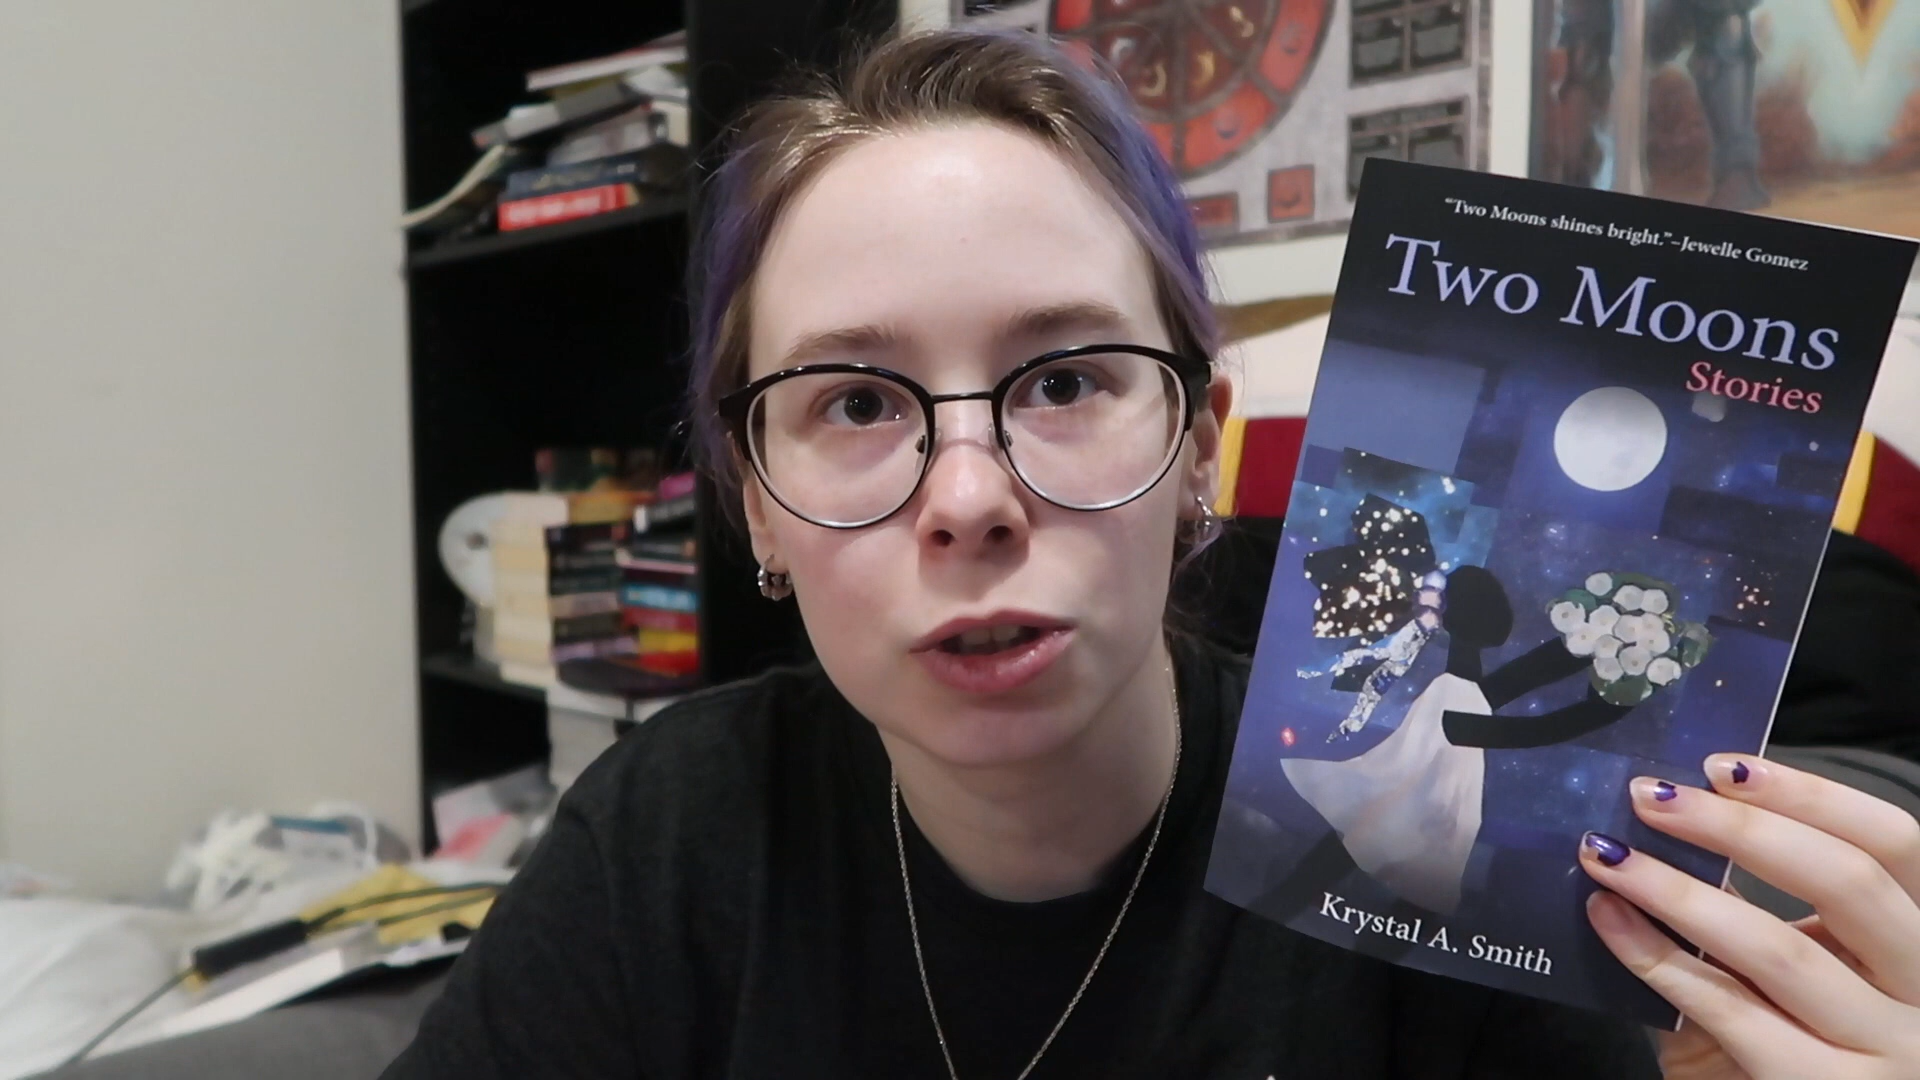 “Two Moons shines bright.”–Jewelle Gomez
Two Moons
Stories
Krystal A. Smith